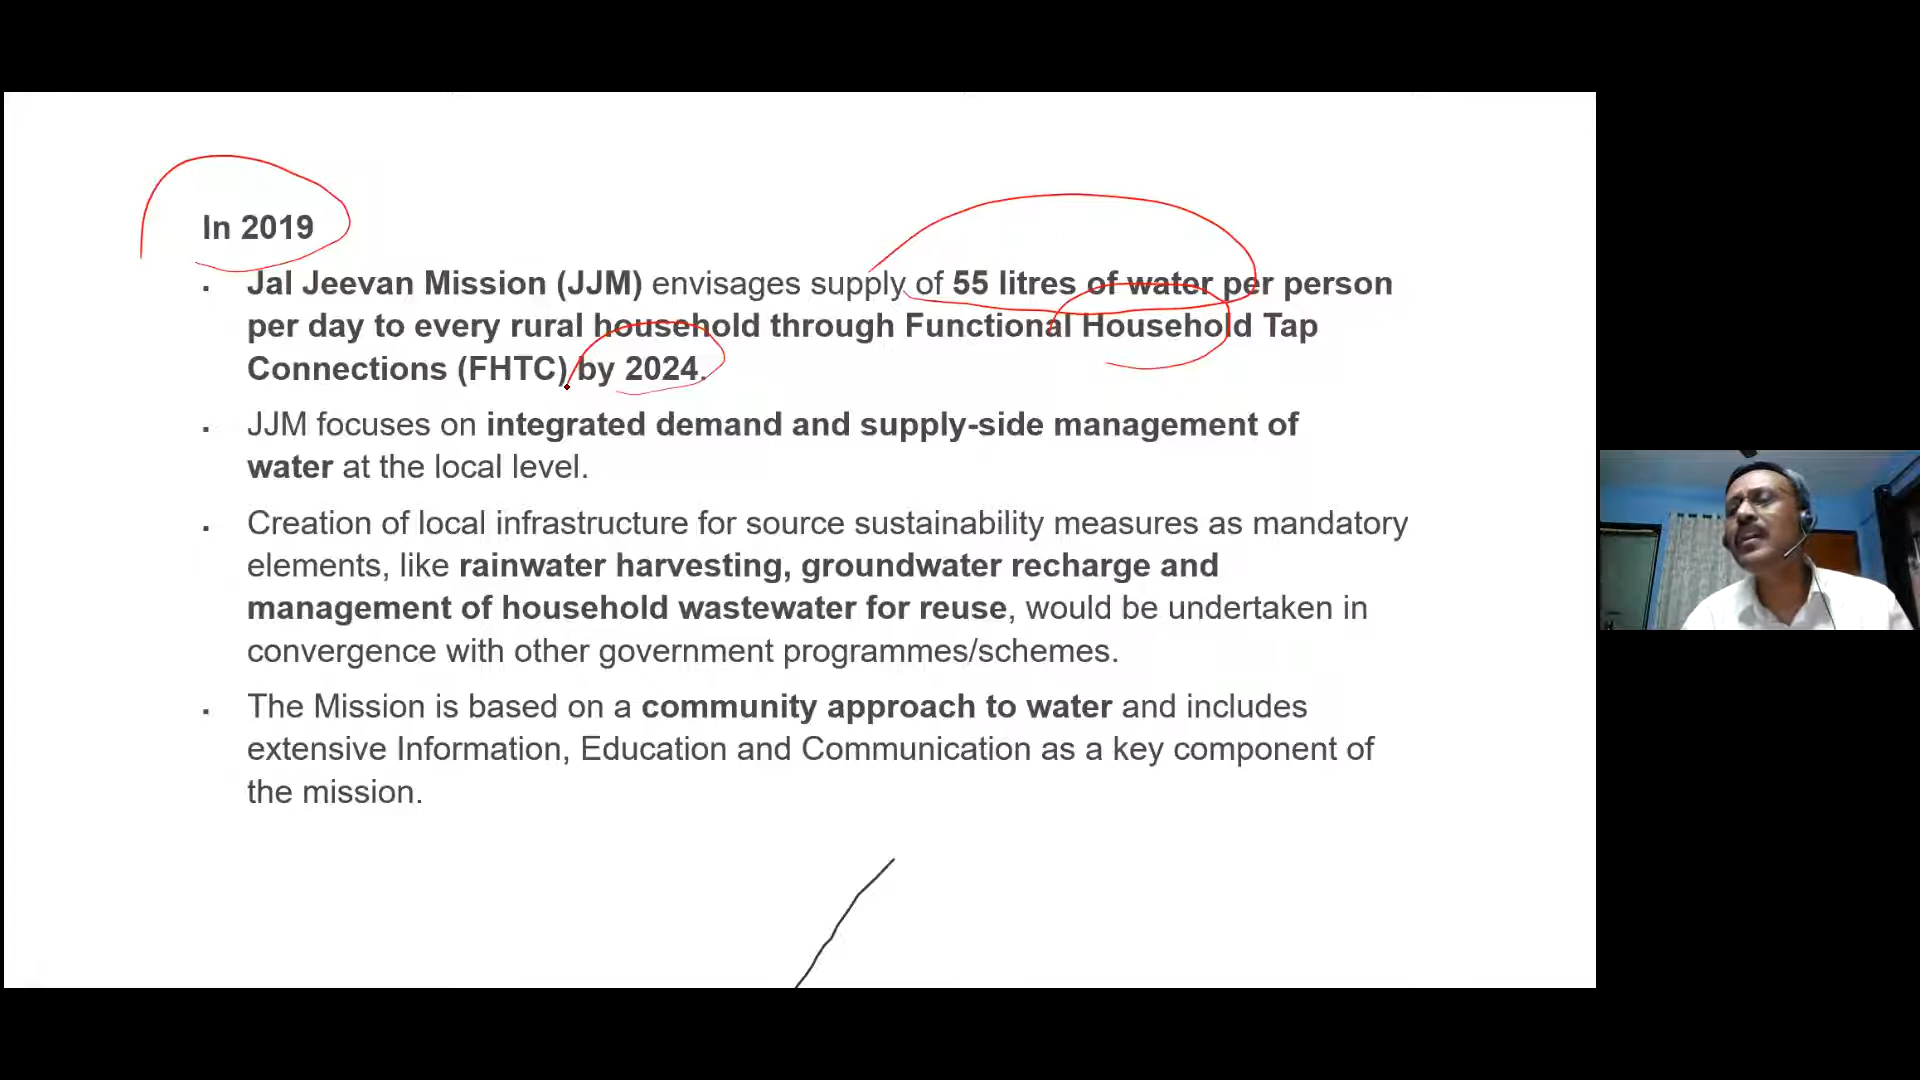 In 2019
▪ Jal Jeevan Mission (JJM) envisages supply of 55 litres of water per person
per day to every rural household through Functional Household Tap
Connections (FHTC) by 2024.
▪ JJM focuses on integrated demand and supply-side management of
water at the local level.
▪ Creation of local infrastructure for source sustainability measures as mandatory
elements, like rainwater harvesting, groundwater recharge and
management of household wastewater for reuse, would be undertaken in
convergence with other government programmes/schemes.
▪ The Mission is based on a community approach to water and includes
extensive Information, Education and Communication as a key component of
the mission.